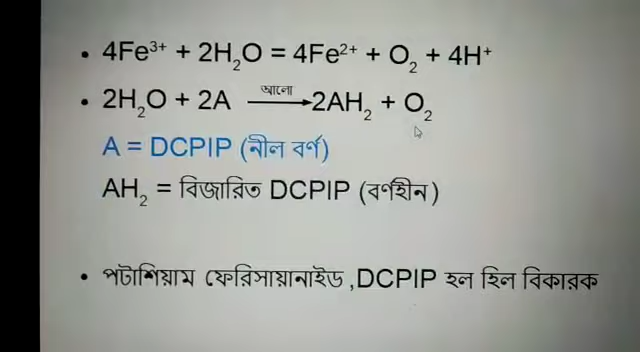 • 4Fe³⁺ + 2H₂O = 4Fe²⁺ + O₂ + 4H⁺
• 2H₂O + 2A —আলো→ 2AH₂ + O₂
A = DCPIP (নীল বর্ণ)
AH₂ = বিজারিত DCPIP (বর্ণহীন)
• পটাশিয়াম ফেরিসায়ানাইড ,DCPIP হল হিল বিকারক